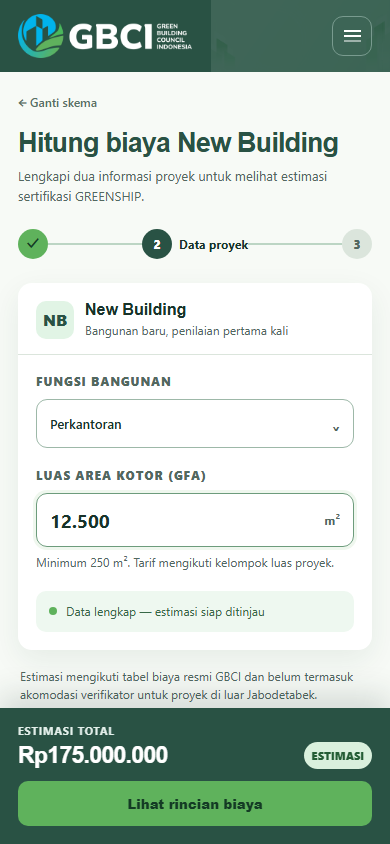 GBCI GREEN BUILDING COUNCIL INDONESIA
← Ganti skema
Hitung biaya New Building
Lengkapi dua informasi proyek untuk melihat estimasi
sertifikasi GREENSHIP.
2 Data proyek 3
NB New Building
Bangunan baru, penilaian pertama kali
FUNGSI BANGUNAN
Perkantoran
LUAS AREA KOTOR (GFA)
12.500 m²
Minimum 250 m². Tarif mengikuti kelompok luas proyek.
Data lengkap — estimasi siap ditinjau
Estimasi mengikuti tabel biaya resmi GBCI dan belum termasuk
akomodasi verifikator untuk proyek di luar Jabodetabek.
ESTIMASI TOTAL
Rp175.000.000
ESTIMASI
Lihat rincian biaya